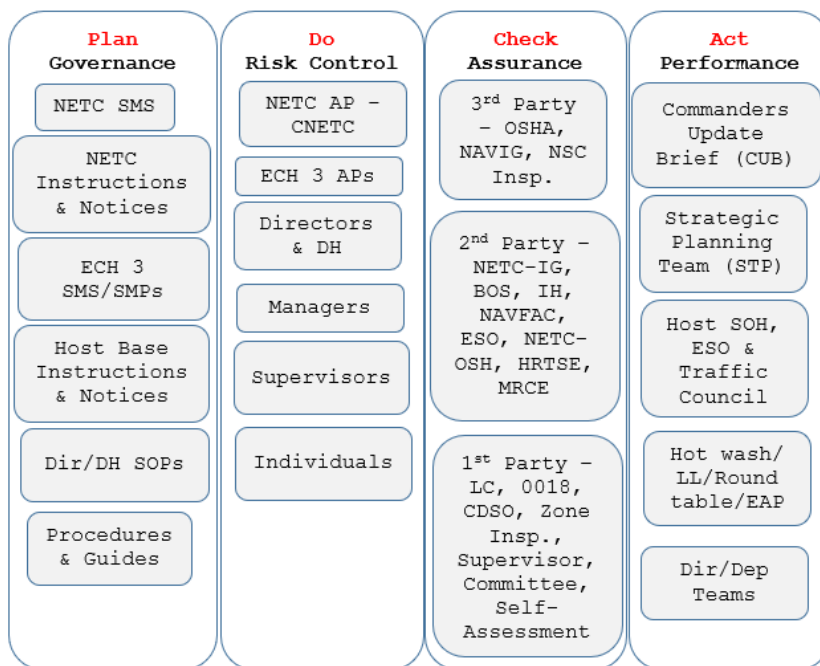 Plan
Governance
NETC SMS
NETC
Instructions
& Notices
ECH 3
SMS/SMPs
Host Base
Instructions
& Notices
Dir/DH SOPs
Procedures
& Guides
Do
Risk Control
NETC AP –
CNETC
ECH 3 APs
Directors
& DH
Managers
Supervisors
Individuals
Check
Assurance
3rd Party
– OSHA,
NAVIG, NSC
Insp.
2nd Party –
NETC-IG,
BOS, IH,
NAVFAC,
ESO, NETC-
OSH, HRTSE,
MRCE
1st Party –
LC, 0018,
CDSO, Zone
Insp.,
Supervisor,
Committee,
Self-
Assessment
Act
Performance
Commanders
Update
Brief (CUB)
Strategic
Planning
Team (STP)
Host SOH,
ESO &
Traffic
Council
Hot wash/
LL/Round
table/EAP
Dir/Dep
Teams